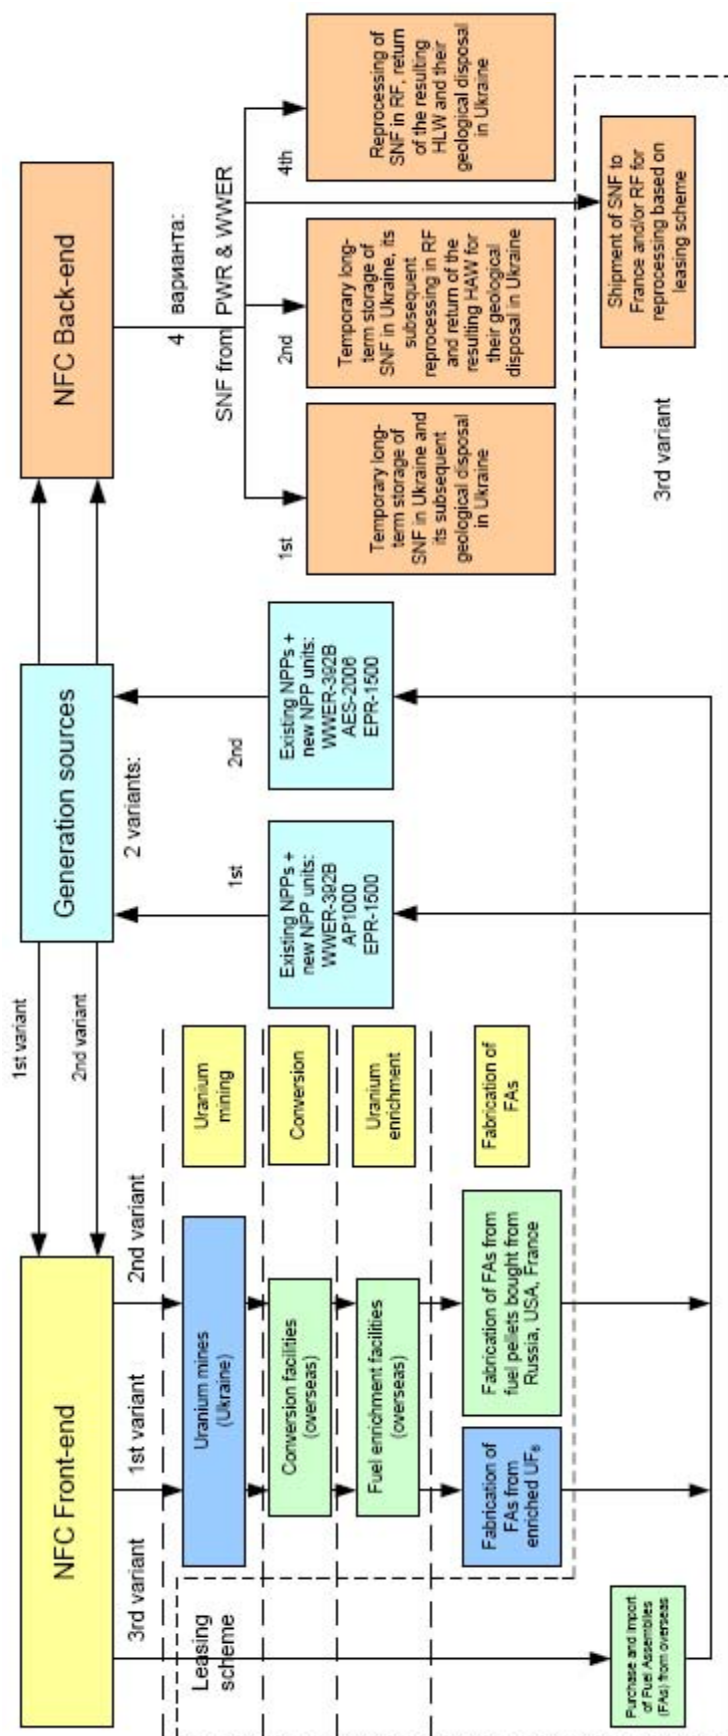 NFC Front-end
Generation sources
NFC Back-end
1st variant
2nd variant
3rd variant
1st variant
2nd variant
2 variants:
4 варианта:
SNF from PWR & WWER
Leasing
scheme
Uranium mines
(Ukraine)
Conversion facilities
(overseas)
Fuel enrichment facilities
(overseas)
Fabrication of
FAs from
enriched UF₆
Fabrication of FAs from
fuel pellets bought from
Russia, USA, France
Purchase and import
of Fuel Assemblies
(FAs) from overseas
Uranium
mining
Conversion
Uranium
enrichment
Fabrication of
FAs
1st
Existing NPPs +
new NPP units:
WWER-392B
AP1000
EPR-1500
2nd
Existing NPPs +
new NPP units:
WWER-392B
AES-2006
EPR-1500
1st
Temporary long-
term storage of
SNF in Ukraine and
its subsequent
geological disposal
in Ukraine
2nd
Temporary long-
term storage of
SNF in Ukraine, its
subsequent
reprocessing in RF
and return of the
resulting HAW for
their geological
disposal in Ukraine
4th
Reprocessing of
SNF in RF, return
of the resulting
HLW and their
geological disposal
in Ukraine
3rd variant
Shipment of SNF to
France and/or RF for
reprocessing based on
leasing scheme